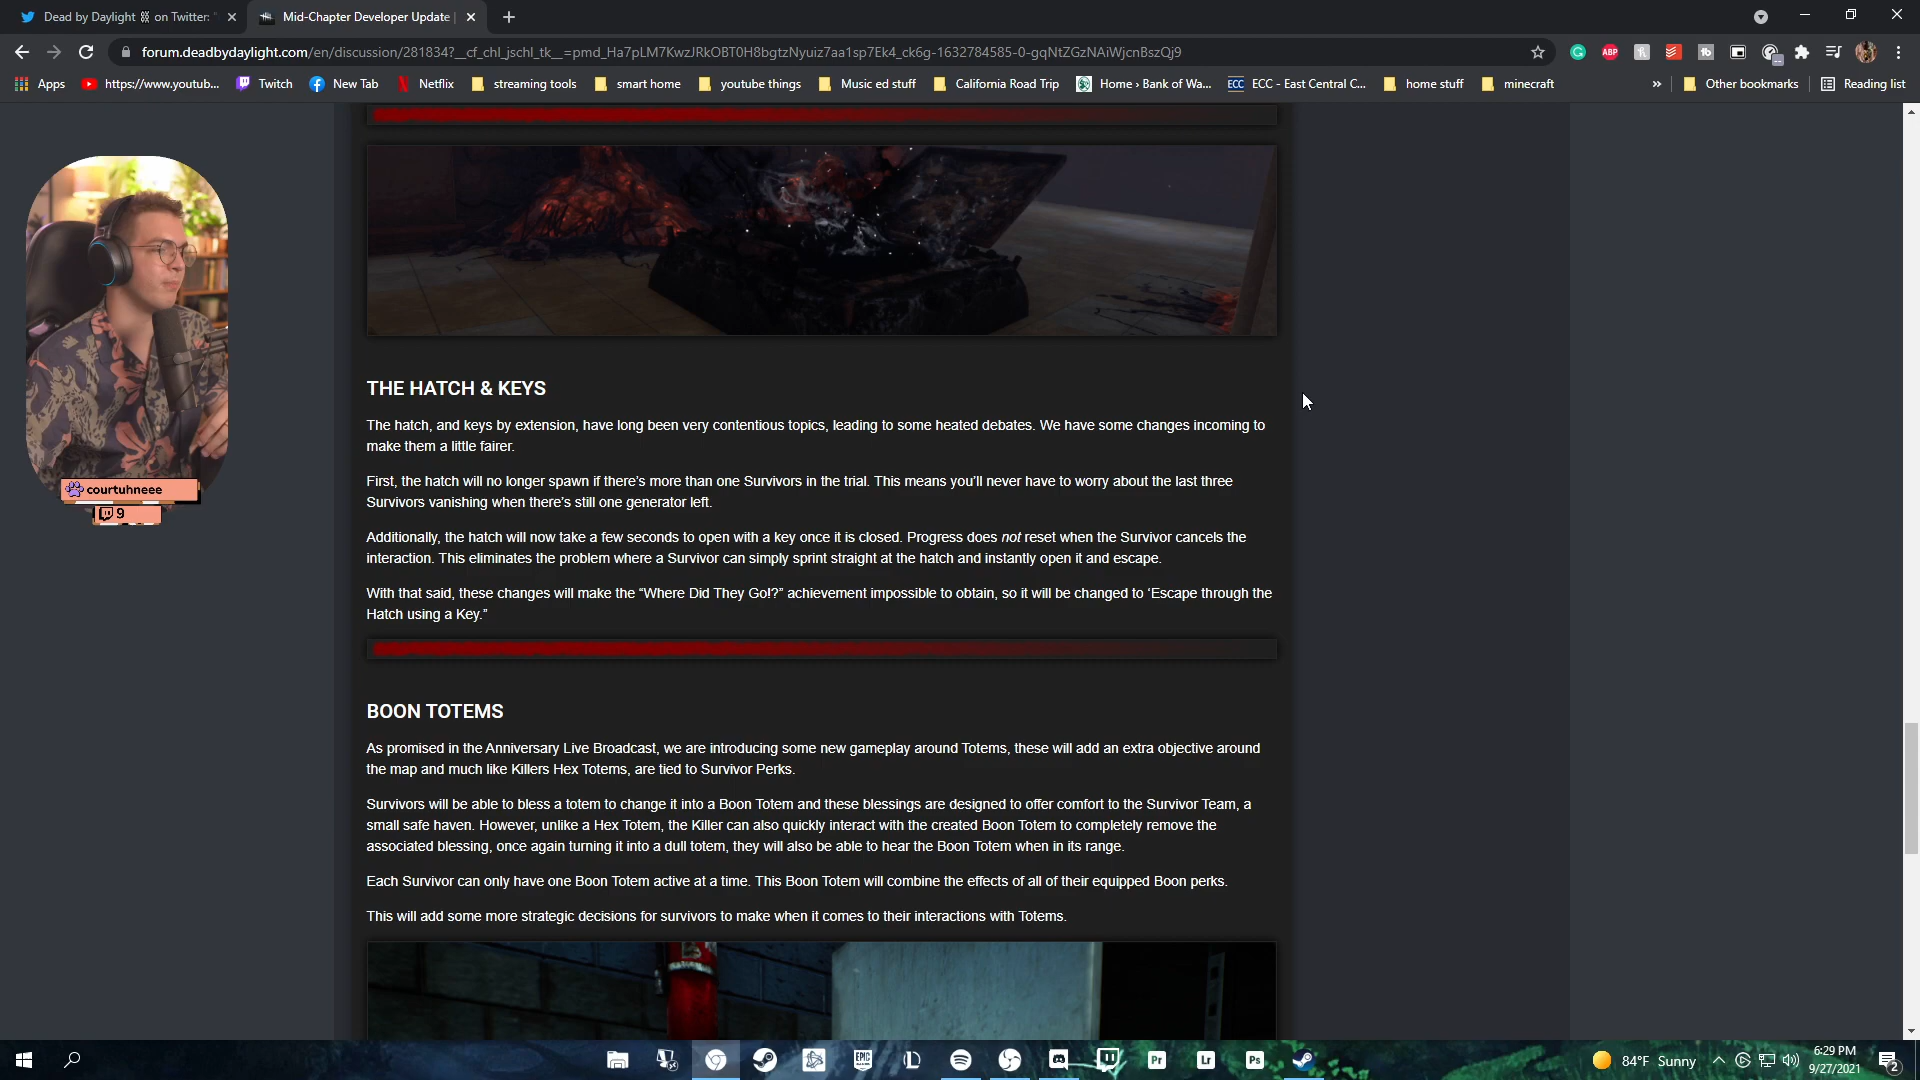 Dead by Daylight on Twitter: "
Mid-Chapter Developer Update |
forum.deadbydaylight.com/en/discussion/281834?__cf_chl_jschl_tk__=pmd_Ha7pLM7KwzJRkOBT0H8bgtzNyuiz7aa1sp7Ek4_ck6g-1632784585-0-gqNtZGzNAiWjcnBszQj9
ABP
Apps
https://www.youtub...
Twitch
New Tab
Netflix
streaming tools
smart home
youtube things
Music ed stuff
California Road Trip
Home › Bank of Wa...
ECC ECC - East Central C...
home stuff
minecraft
»
Other bookmarks
Reading list
courtuhneee
9
THE HATCH & KEYS
The hatch, and keys by extension, have long been very contentious topics, leading to some heated debates. We have some changes incoming to
make them a little fairer.
First, the hatch will no longer spawn if there's more than one Survivors in the trial. This means you'll never have to worry about the last three
Survivors vanishing when there's still one generator left.
Additionally, the hatch will now take a few seconds to open with a key once it is closed. Progress does not reset when the Survivor cancels the
interaction. This eliminates the problem where a Survivor can simply sprint straight at the hatch and instantly open it and escape.
With that said, these changes will make the “Where Did They Go!?” achievement impossible to obtain, so it will be changed to ‘Escape through the
Hatch using a Key.”
BOON TOTEMS
As promised in the Anniversary Live Broadcast, we are introducing some new gameplay around Totems, these will add an extra objective around
the map and much like Killers Hex Totems, are tied to Survivor Perks.
Survivors will be able to bless a totem to change it into a Boon Totem and these blessings are designed to offer comfort to the Survivor Team, a
small safe haven. However, unlike a Hex Totem, the Killer can also quickly interact with the created Boon Totem to completely remove the
associated blessing, once again turning it into a dull totem, they will also be able to hear the Boon Totem when in its range.
Each Survivor can only have one Boon Totem active at a time. This Boon Totem will combine the effects of all of their equipped Boon perks.
This will add some more strategic decisions for survivors to make when it comes to their interactions with Totems.
EPIC
Pr
Lr
Ps
84°F Sunny
6:29 PM
9/27/2021
2